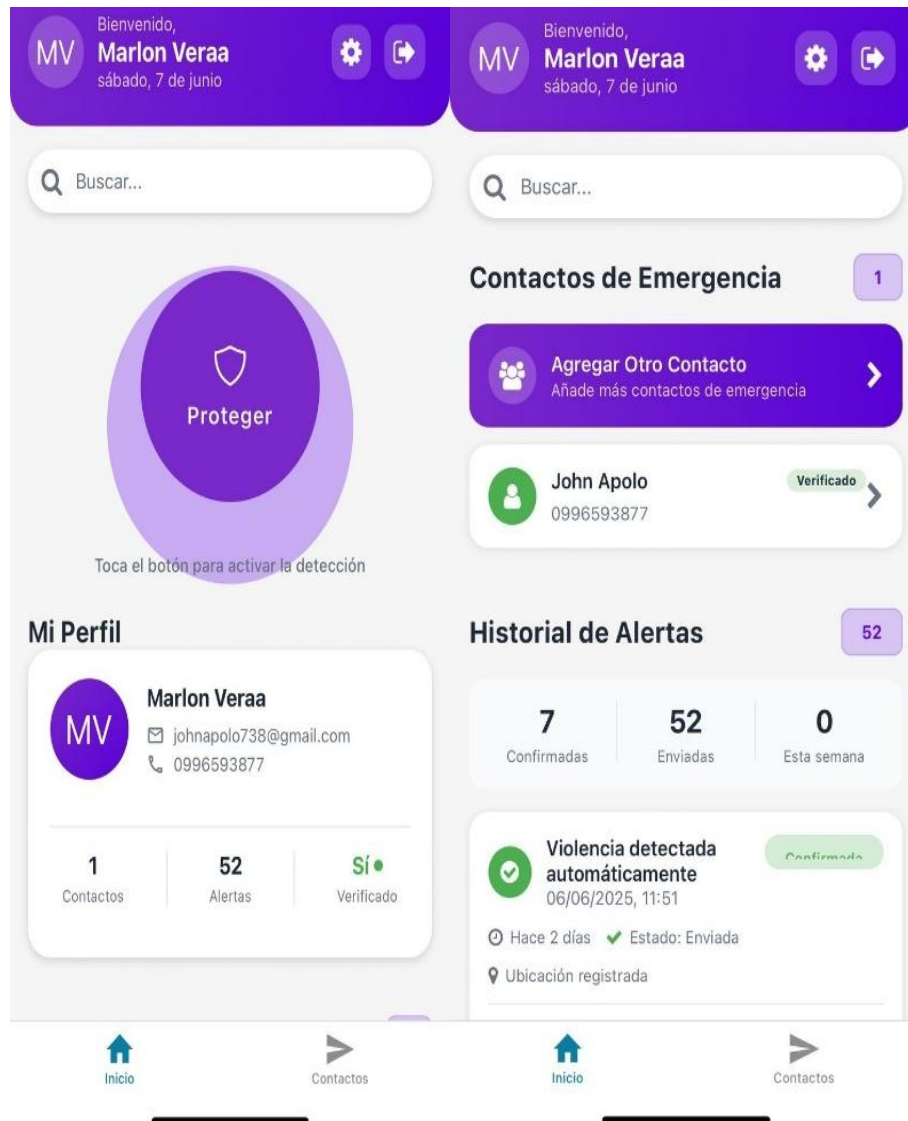 MV
Bienvenido,
Marlon Veraa
sábado, 7 de junio
Buscar...
Proteger
Toca el botón para activar la detección
Mi Perfil
MV
Marlon Veraa
johnapolo738@gmail.com
0996593877
1
Contactos
52
Alertas
Sí
Verificado
Inicio
Contactos
MV
Bienvenido,
Marlon Veraa
sábado, 7 de junio
Buscar...
Contactos de Emergencia
1
Agregar Otro Contacto
Añade más contactos de emergencia
John Apolo
Verificado
0996593877
Historial de Alertas
52
7
Confirmadas
52
Enviadas
0
Esta semana
Violencia detectada
automáticamente
Confirmada
06/06/2025, 11:51
Hace 2 días
Estado: Enviada
Ubicación registrada
Inicio
Contactos